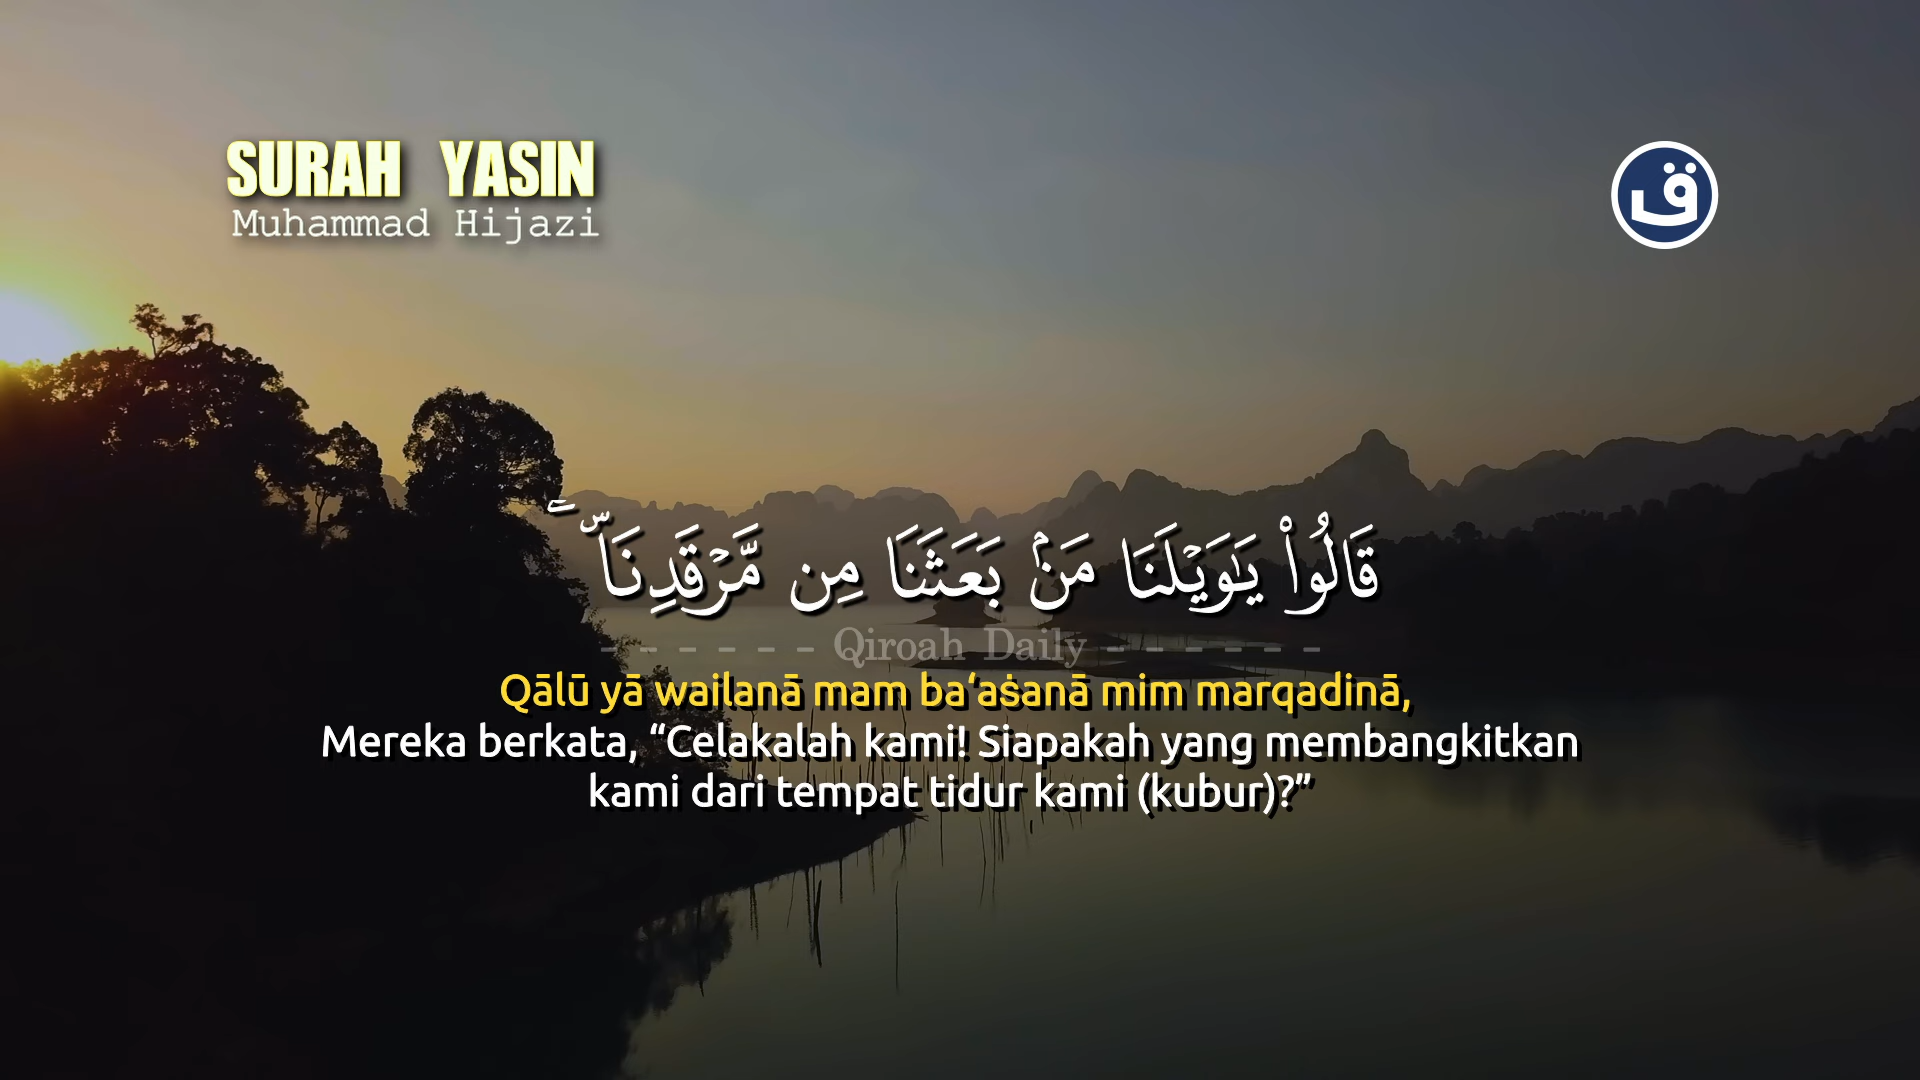 SURAH YASIN
Muhammad Hijazi
ق
قَالُوا۟ يَـٰوَيْلَنَا مَنۢ بَعَثَنَا مِن مَّرْقَدِنَا ۜ ۗ
- - - - - - Qiroah Daily - - - - - -
Qālū yā wailanā mam ba‘aṡanā mim marqadinā,
Mereka berkata, “Celakalah kami! Siapakah yang membangkitkan
kami dari tempat tidur kami (kubur)?”